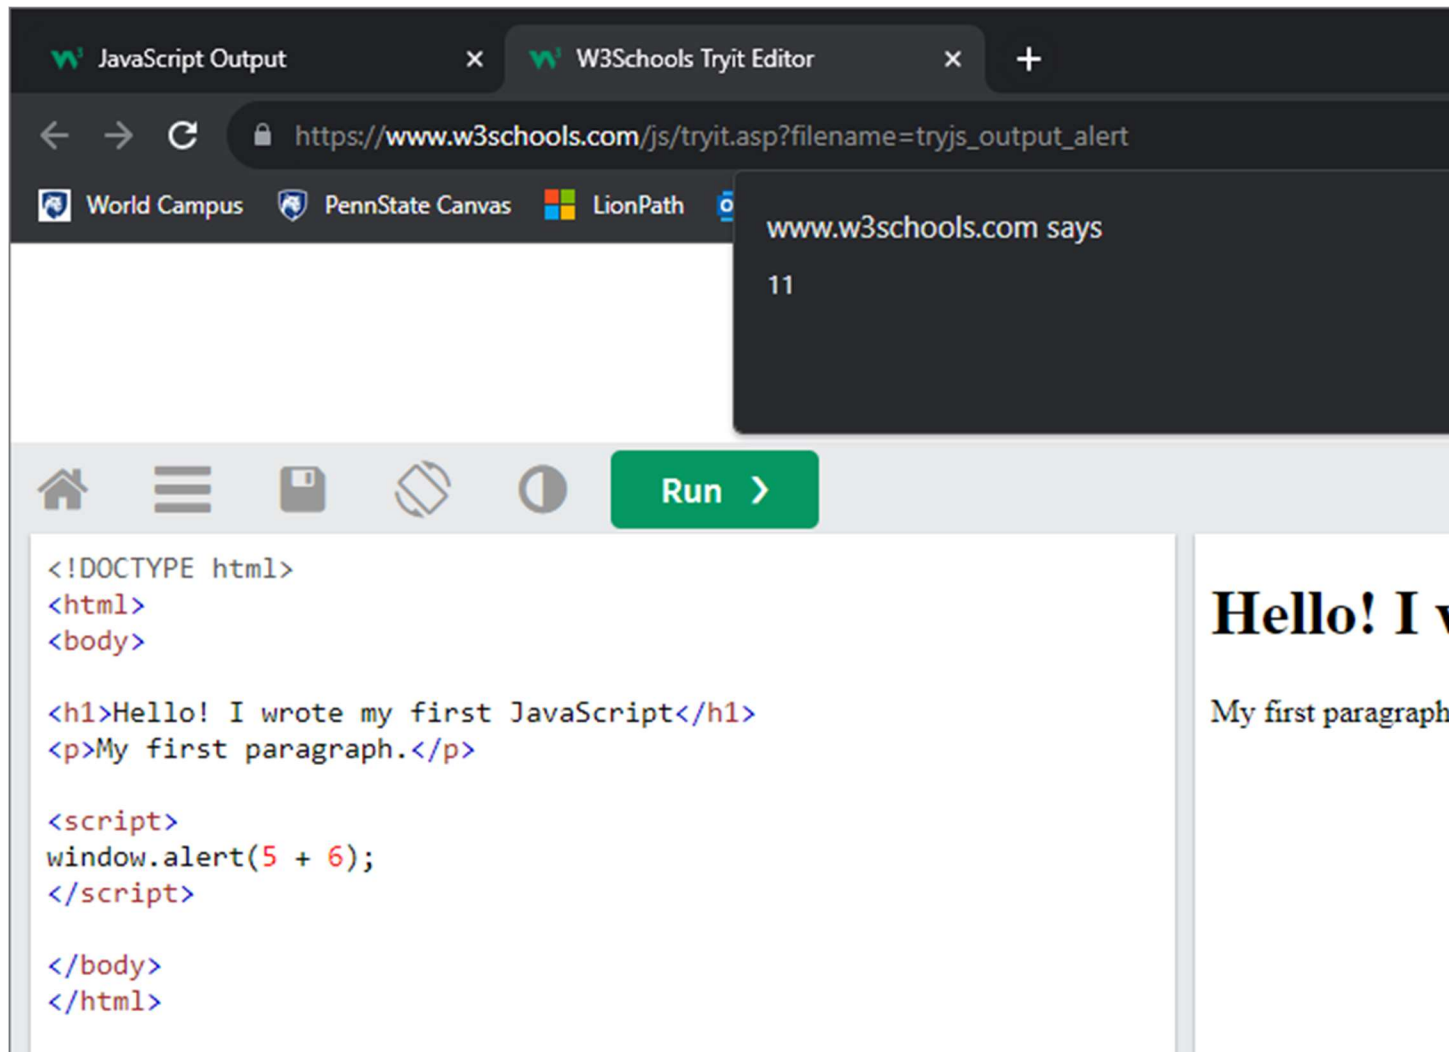 JavaScript Output
W3Schools Tryit Editor
https://www.w3schools.com/js/tryit.asp?filename=tryjs_output_alert
World Campus PennState Canvas LionPath
www.w3schools.com says
11
Run ❯
<!DOCTYPE html>
<html>
<body>
<h1>Hello! I wrote my first JavaScript</h1>
<p>My first paragraph.</p>
<script>
window.alert(5 + 6);
</script>
</body>
</html>
Hello! I
My first paragraph